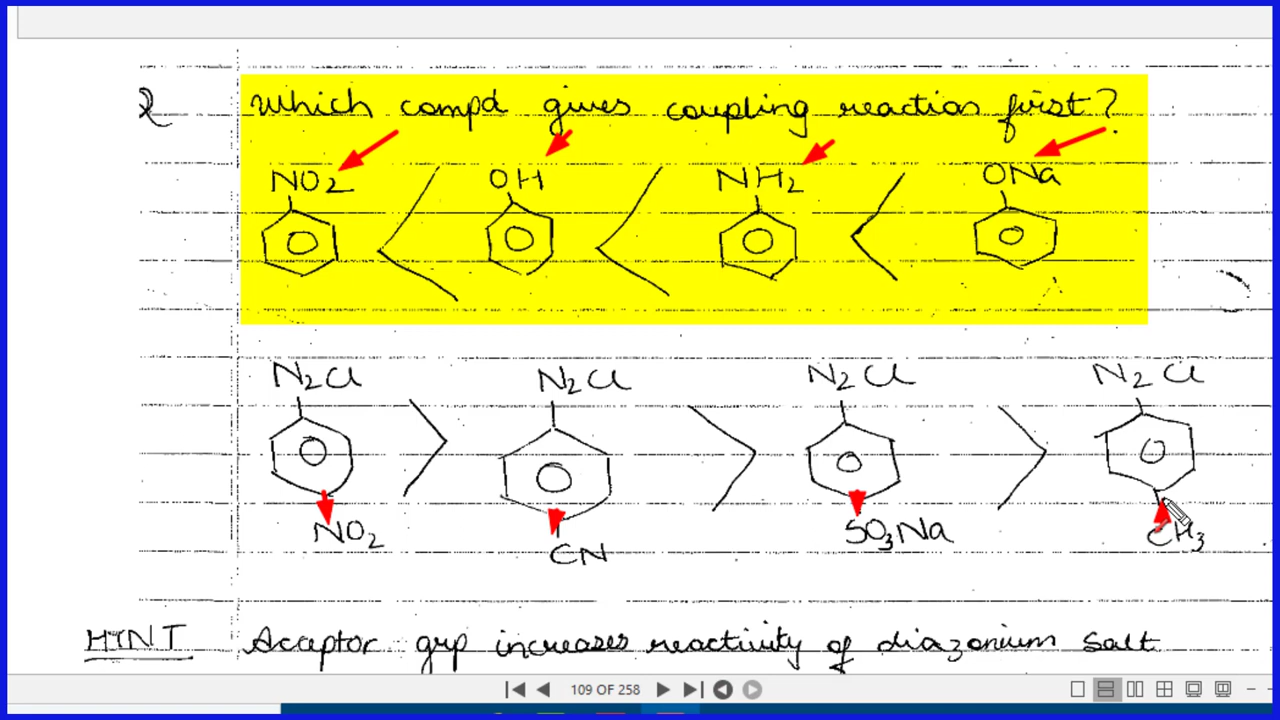 Q Which compd gives coupling reaction first?
NO2 < OH < NH2 < ONa
N2Cl > N2Cl > N2Cl > N2Cl
NO2 CN SO3Na CH3
HINT Acceptor grp increases reactivity of diazonium salt
109 OF 258